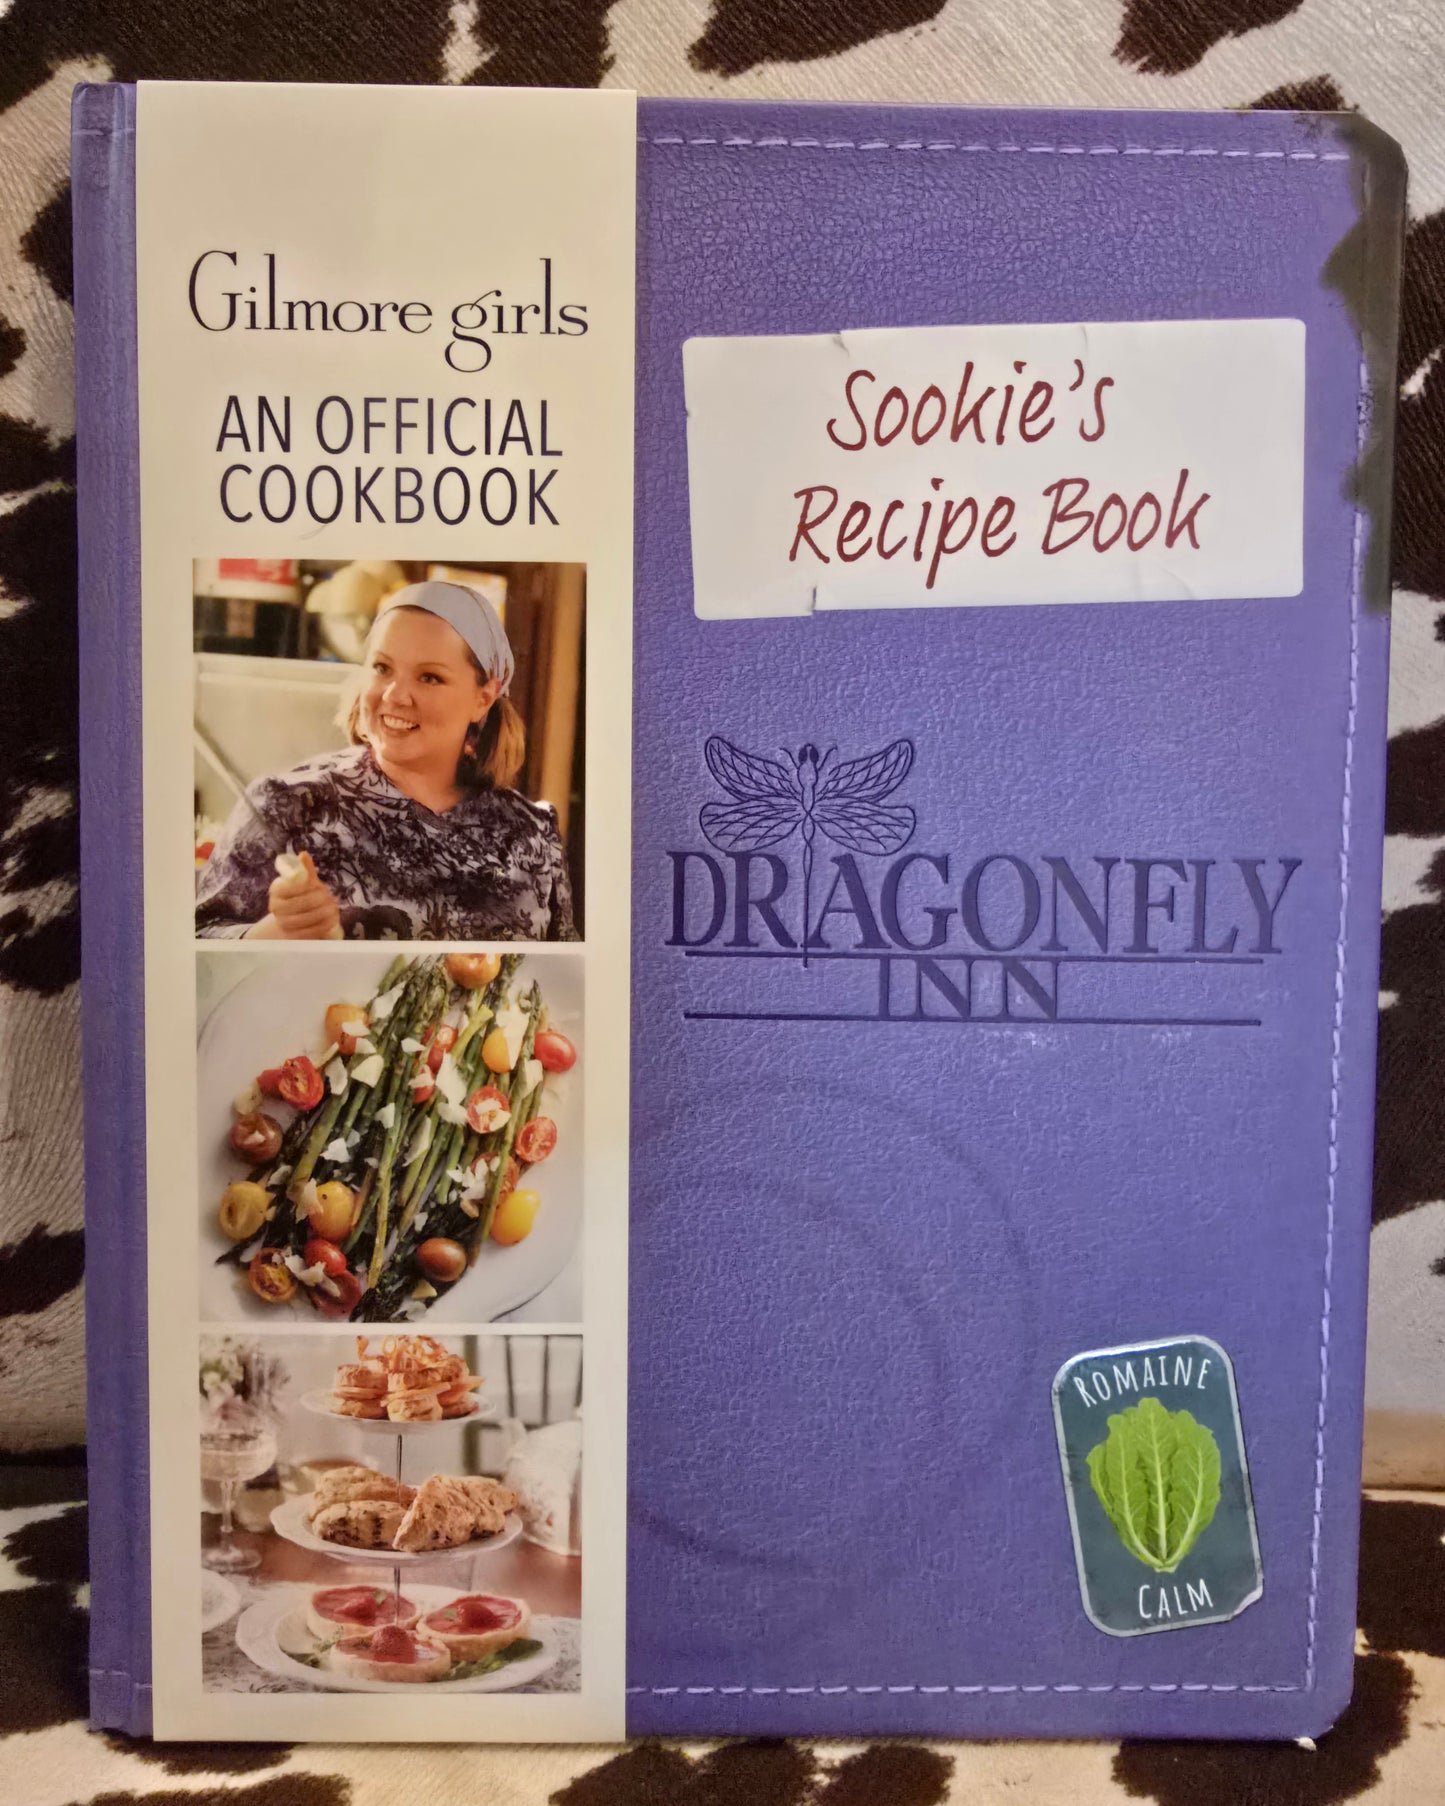 Gilmore girls
AN OFFICIAL
COOKBOOK
Sookie's
Recipe Book
DRAGONFLY
INN
ROMAINE
CALM